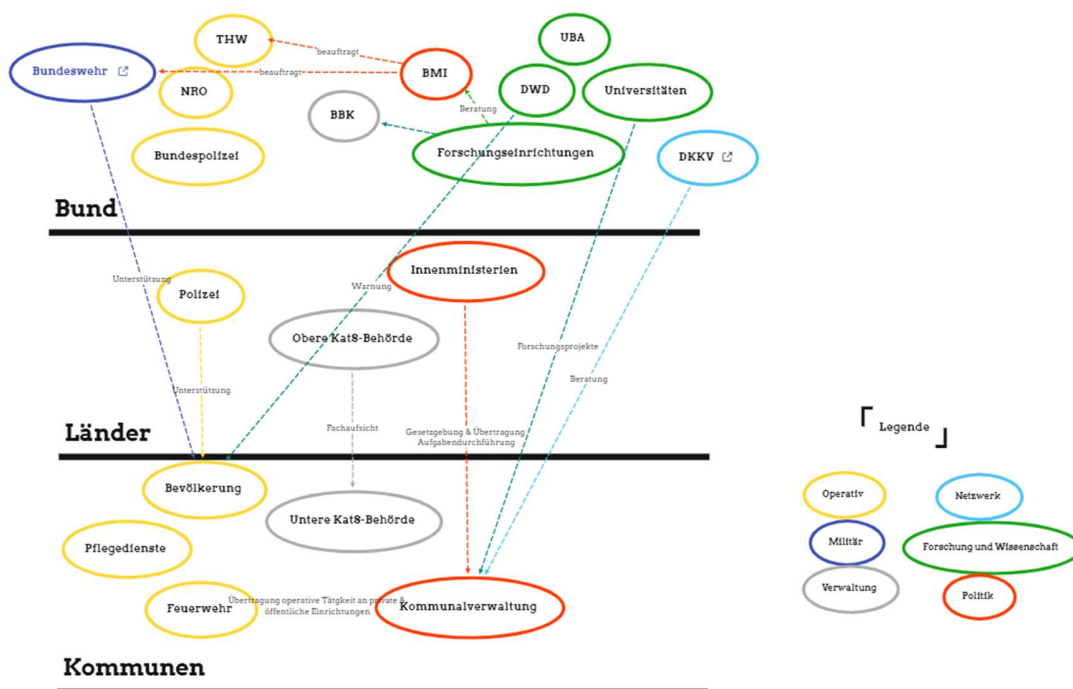 THW
UBA
beauftragt
Bundeswehr
BMI
beauftragt
NRO
DWD
Universitäten
BBK
Beratung
Bundespolizei
Forschungseinrichtungen
DKKV
Bund
Innenministerien
Unterstützung
Warnung
Polizei
Obere KatS-Behörde
Forschungsprojekte
Beratung
Unterstützung
Fachaufsicht
Gesetzgebung & Übertragung
Aufgabendurchführung
Länder
Legende
Bevölkerung
Operativ
Netzwerk
Untere KatS-Behörde
Pflegedienste
Militär
Forschung und Wissenschaft
Verwaltung
Politik
Feuerwehr
Übertragung operative Tätgkeit an private &
öffentliche Einrichtungen
Kommunalverwaltung
Kommunen